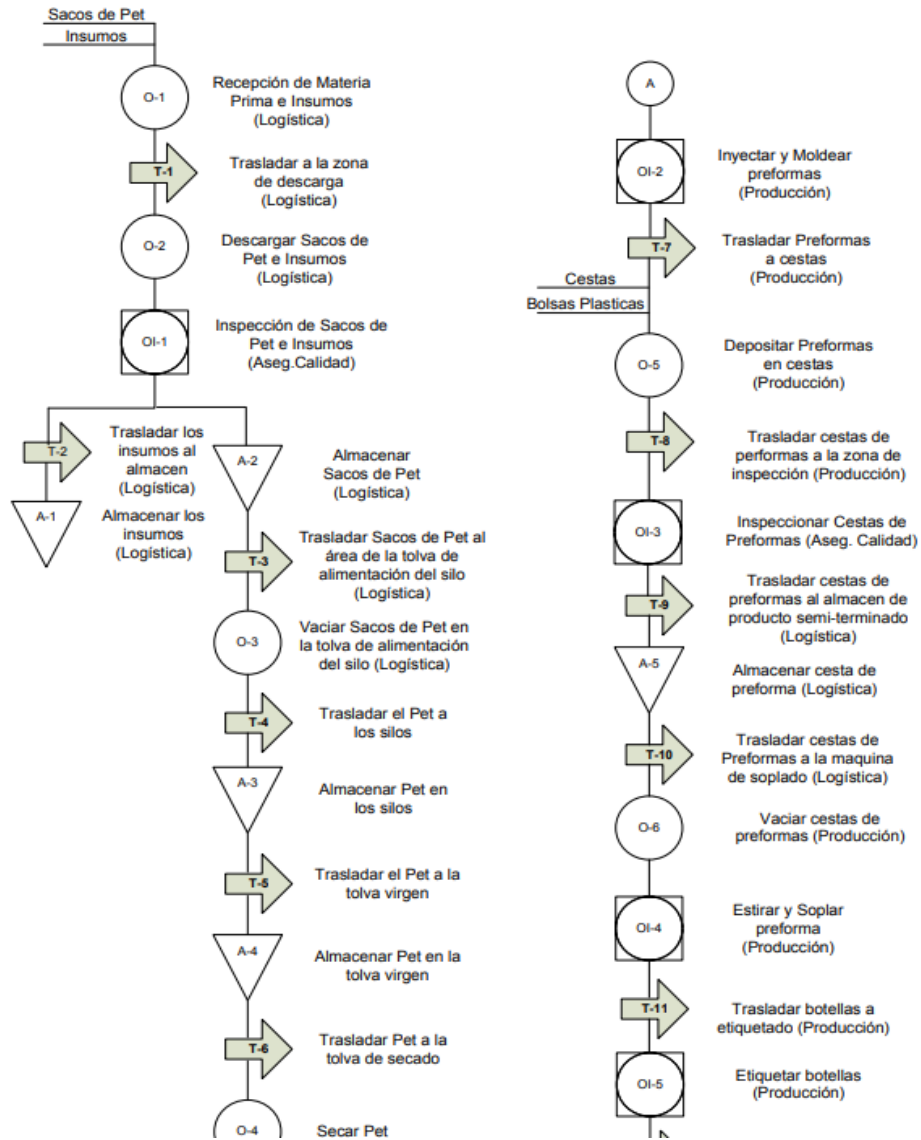 Sacos de Pet
Insumos
O-1
Recepción de Materia
Prima e Insumos
(Logística)
T-1
Trasladar a la zona
de descarga
(Logística)
O-2
Descargar Sacos de
Pet e Insumos
(Logística)
OI-1
Inspección de Sacos de
Pet e Insumos
(Aseg.Calidad)
T-2
Trasladar los
insumos al
almacen
(Logística)
A-1
Almacenar los
insumos
(Logística)
A-2
Almacenar
Sacos de Pet
(Logística)
T-3
Trasladar Sacos de Pet al
área de la tolva de
alimentación del silo
(Logística)
O-3
Vaciar Sacos de Pet en
la tolva de alimentación
del silo (Logística)
T-4
Trasladar el Pet a
los silos
A-3
Almacenar Pet en
los silos
T-5
Trasladar el Pet a la
tolva virgen
A-4
Almacenar Pet en la
tolva virgen
T-6
Trasladar Pet a la
tolva de secado
O-4
Secar Pet
A
OI-2
Inyectar y Moldear
preformas
(Producción)
T-7
Trasladar Preformas
a cestas
(Producción)
Cestas
Bolsas Plasticas
O-5
Depositar Preformas
en cestas
(Producción)
T-8
Trasladar cestas de
performas a la zona de
inspección (Producción)
OI-3
Inspeccionar Cestas de
Preformas (Aseg. Calidad)
T-9
Trasladar cestas de
preformas al almacen de
producto semi-terminado
(Logística)
A-5
Almacenar cesta de
preforma (Logística)
T-10
Trasladar cestas de
Preformas a la maquina
de soplado (Logística)
O-6
Vaciar cestas de
preformas (Producción)
OI-4
Estirar y Soplar
preforma
(Producción)
T-11
Trasladar botellas a
etiquetado (Producción)
OI-5
Etiquetar botellas
(Producción)